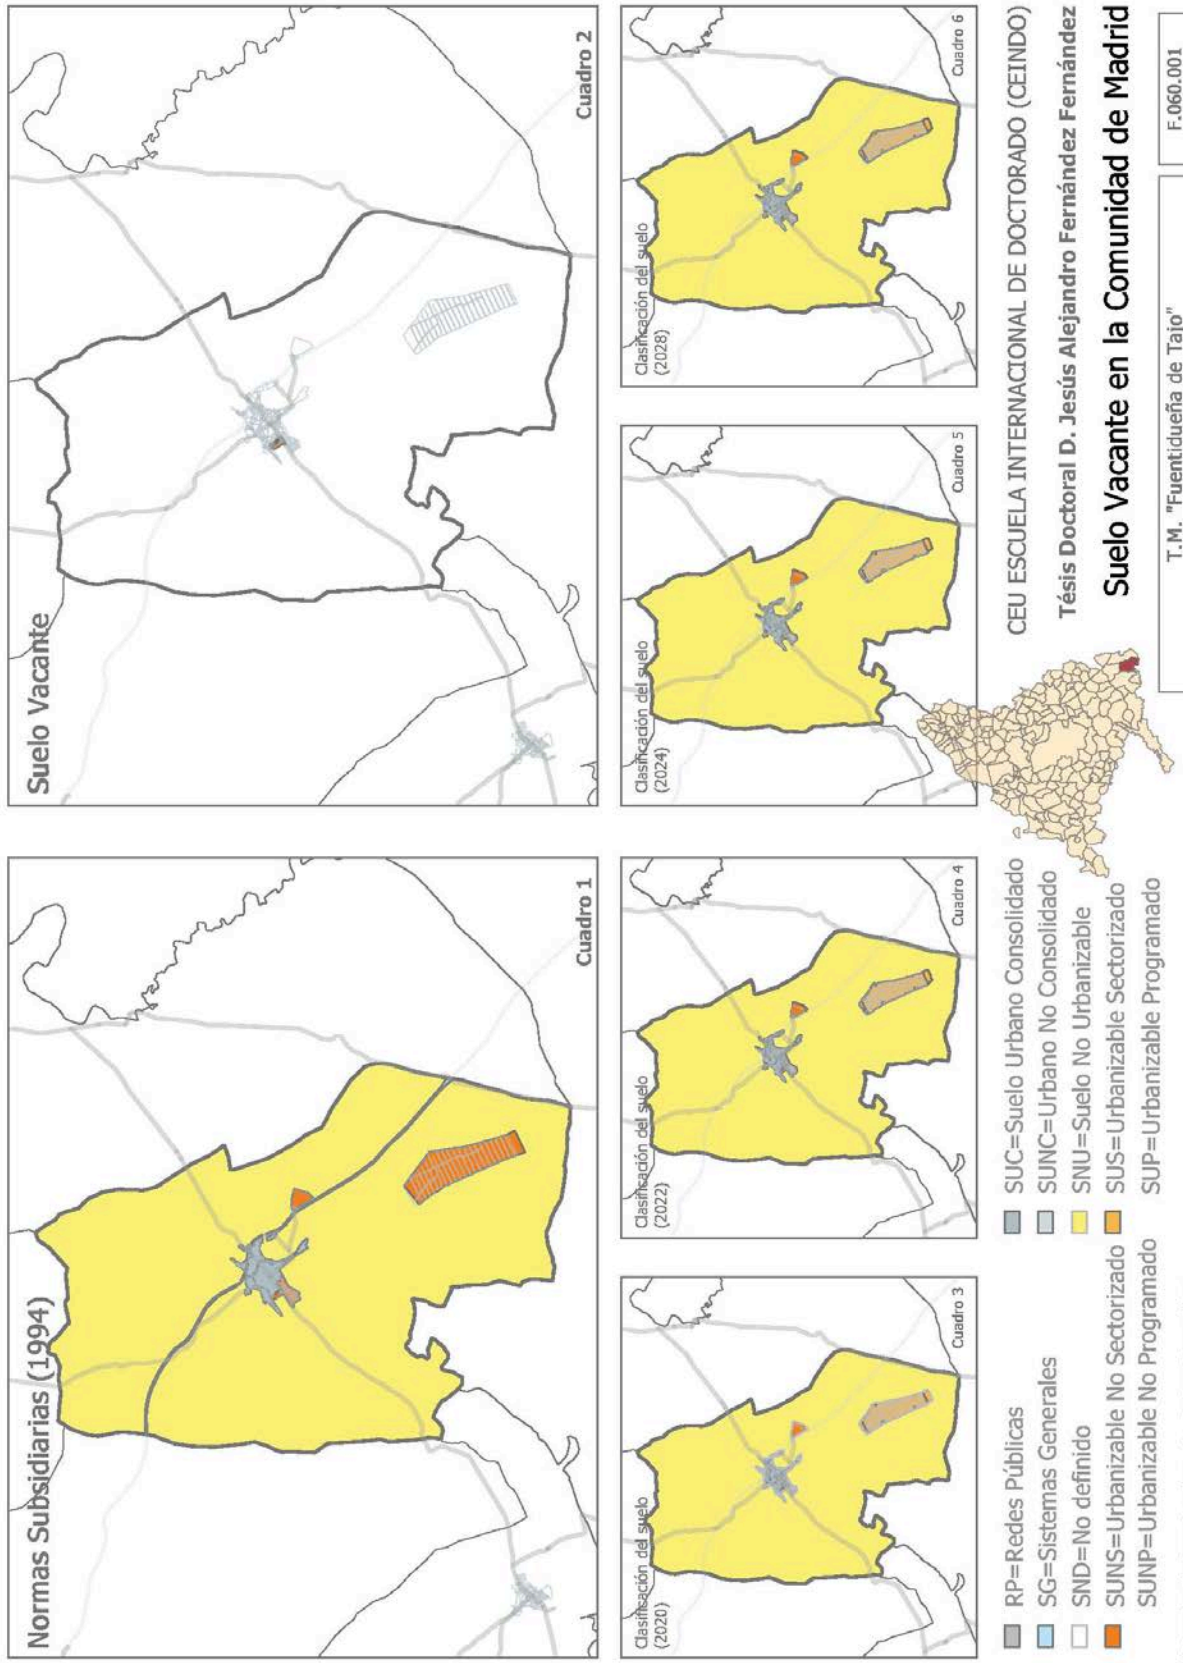 Normas Subsidiarias (1994)
Cuadro 1
Suelo Vacante
Cuadro 2
Clasificación del suelo
(2020)
Cuadro 3
Clasificación del suelo
(2022)
Cuadro 4
Clasificación del suelo
(2024)
Cuadro 5
Clasificación del suelo
(2028)
Cuadro 6
RP=Redes Públicas
SG=Sistemas Generales
SND=No definido
SUNS=Urbanizable No Sectorizado
SUNP=Urbanizable No Programado
SUC=Suelo Urbano Consolidado
SUNC=Urbano No Consolidado
SNU=Suelo No Urbanizable
SUS=Urbanizable Sectorizado
SUP=Urbanizable Programado
CEU ESCUELA INTERNACIONAL DE DOCTORADO (CEINDO)
Tésis Doctoral D. Jesús Alejandro Fernández Fernández
Suelo Vacante en la Comunidad de Madrid
T.M. "Fuentidueña de Tajo"
F.060.001